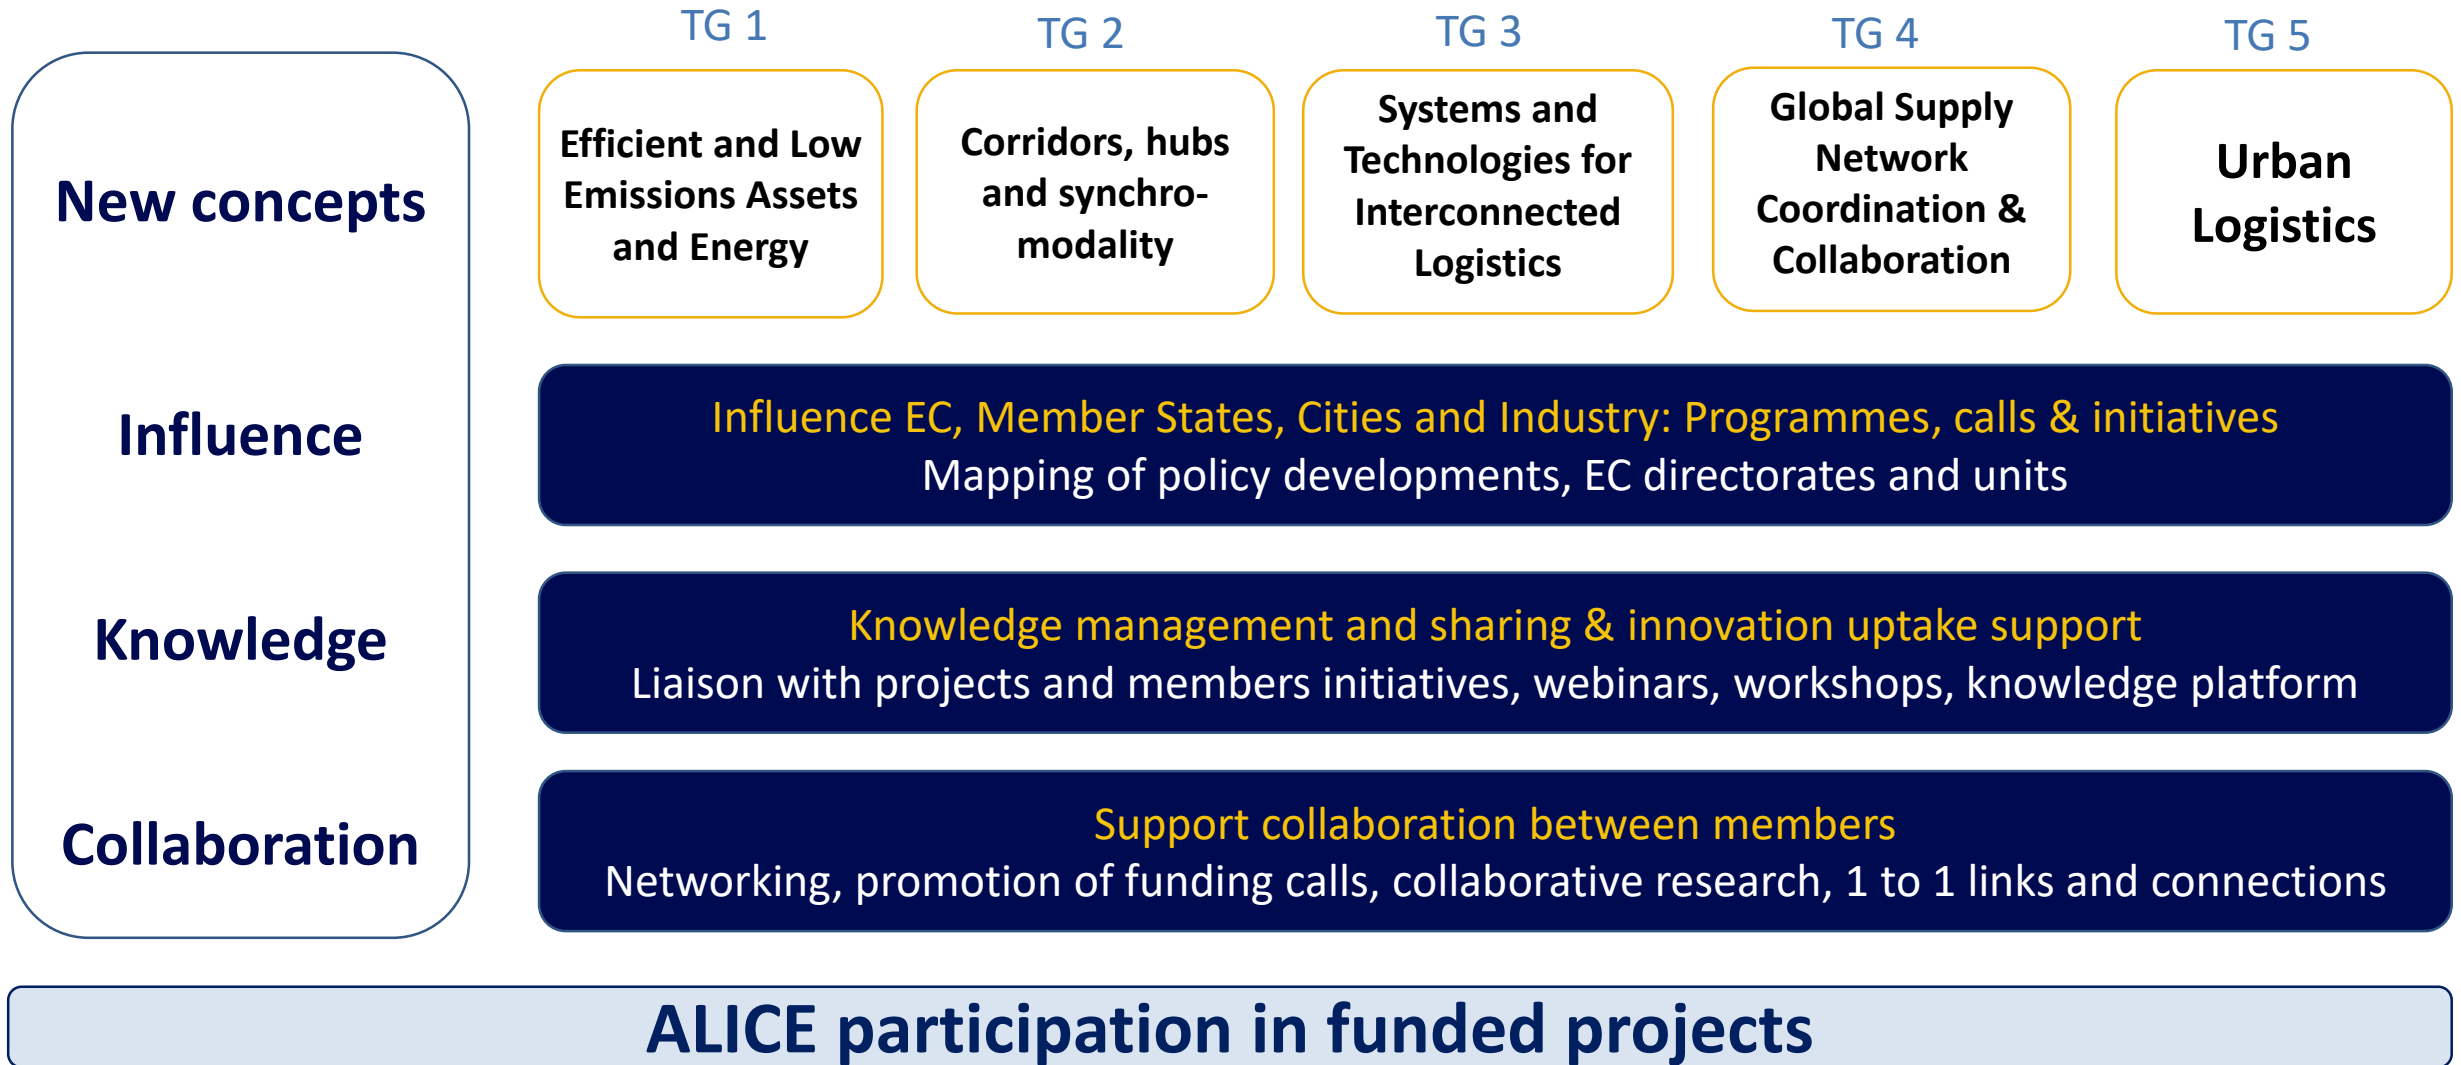 TG 1
TG 2
TG 3
TG 4
TG 5
New concepts
Efficient and Low
Emissions Assets
and Energy
Corridors, hubs
and synchro-
modality
Systems and
Technologies for
Interconnected
Logistics
Global Supply
Network
Coordination &
Collaboration
Urban
Logistics
Influence
Influence EC, Member States, Cities and Industry: Programmes, calls & initiatives
Mapping of policy developments, EC directorates and units
Knowledge
Knowledge management and sharing & innovation uptake support
Liaison with projects and members initiatives, webinars, workshops, knowledge platform
Collaboration
Support collaboration between members
Networking, promotion of funding calls, collaborative research, 1 to 1 links and connections
ALICE participation in funded projects